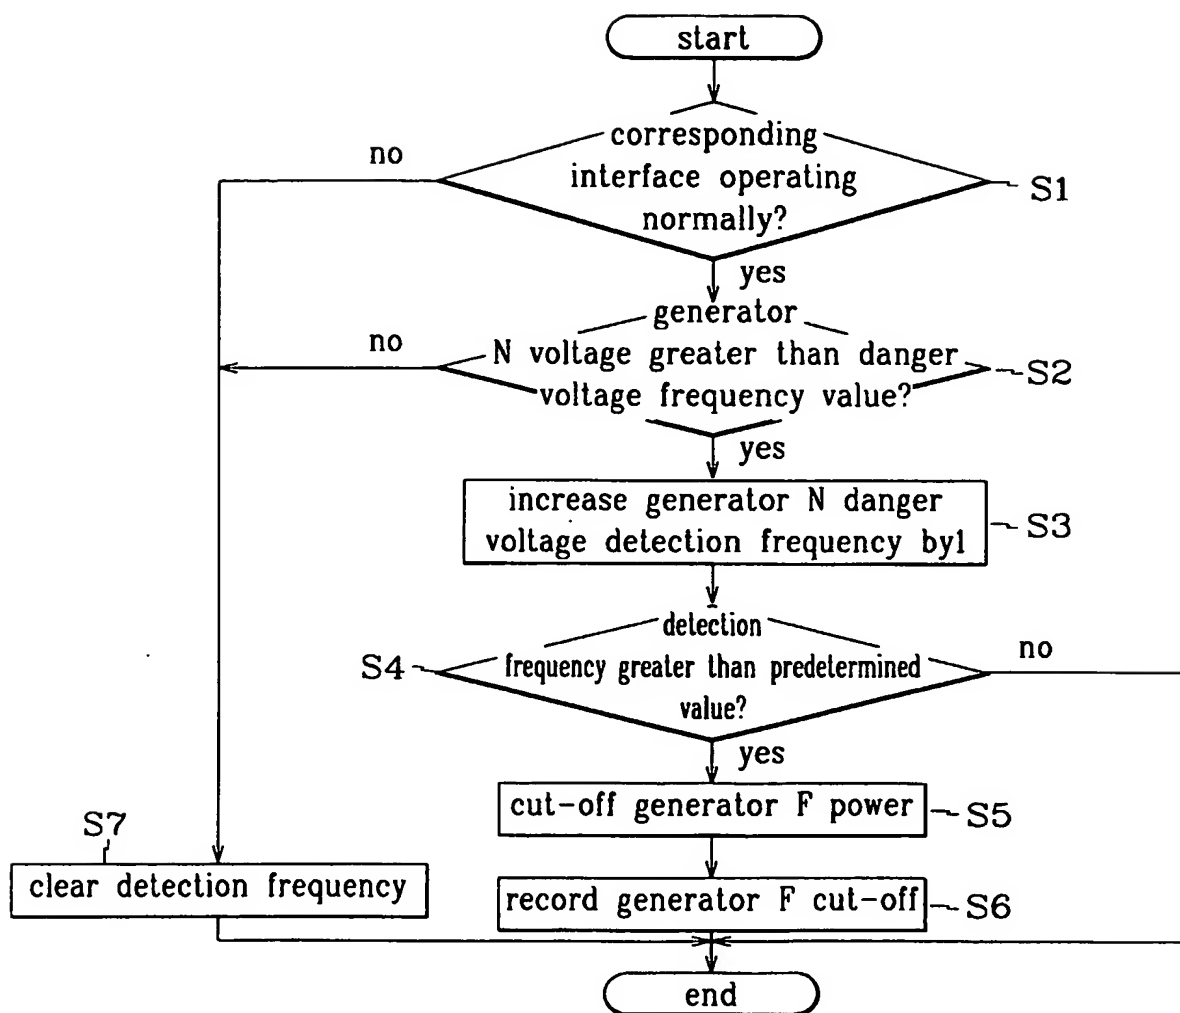 start
corresponding
interface operating
normally?
no
S1
yes
generator
N voltage greater than danger
voltage frequency value?
no
S2
yes
increase generator N danger
voltage detection frequency by1
S3
detection
frequency greater than predetermined
value?
S4
no
yes
cut-off generator F power
S5
S7
clear detection frequency
record generator F cut-off
S6
end